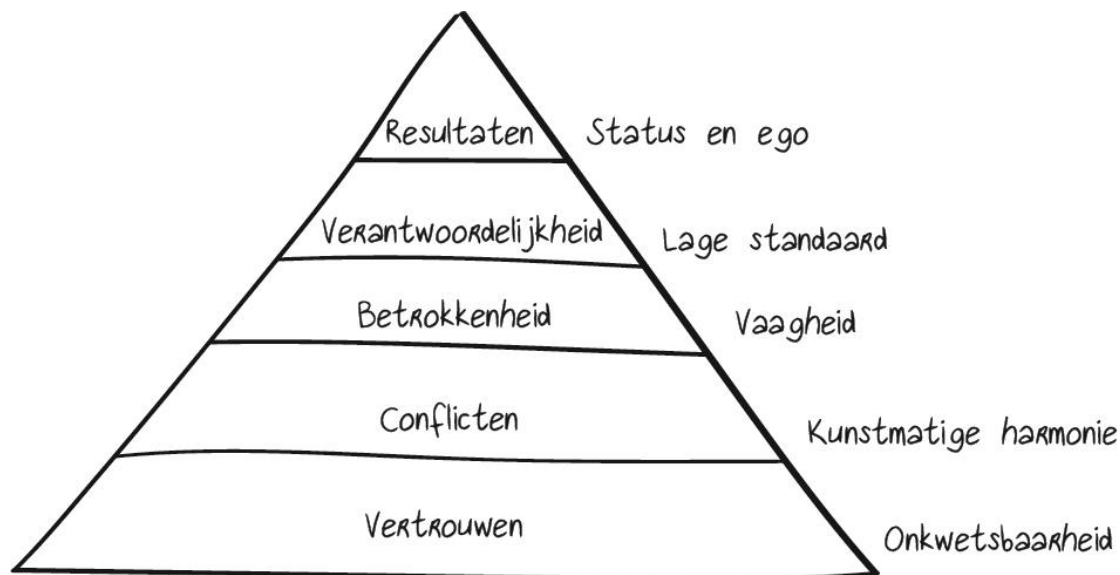 Resultaten Status en ego
Verantwoordelijkheid Lage standaard
Betrokkenheid Vaagheid
Conflicten Kunstmatige harmonie
Vertrouwen Onkwetsbaarheid